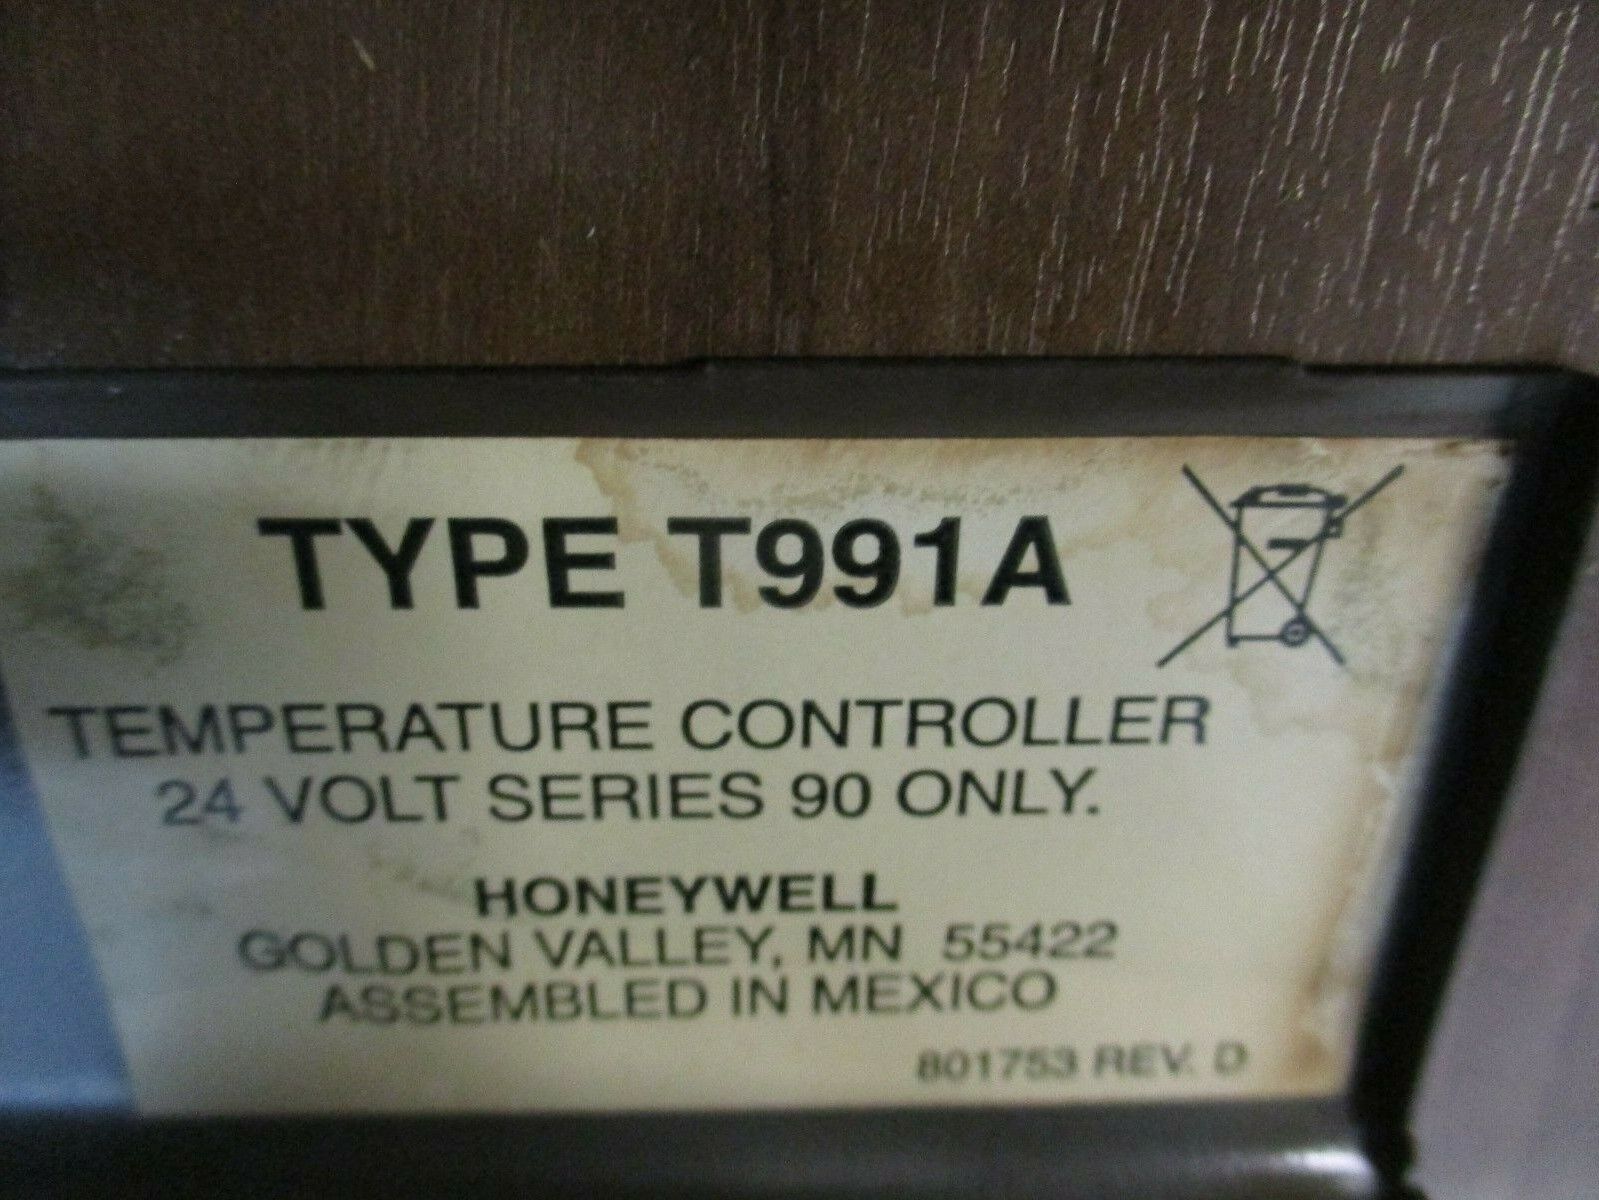 TYPE T991A
TEMPERATURE CONTROLLER
24 VOLT SERIES 90 ONLY.
HONEYWELL
GOLDEN VALLEY, MN 55422
ASSEMBLED IN MEXICO
801753 REV. D